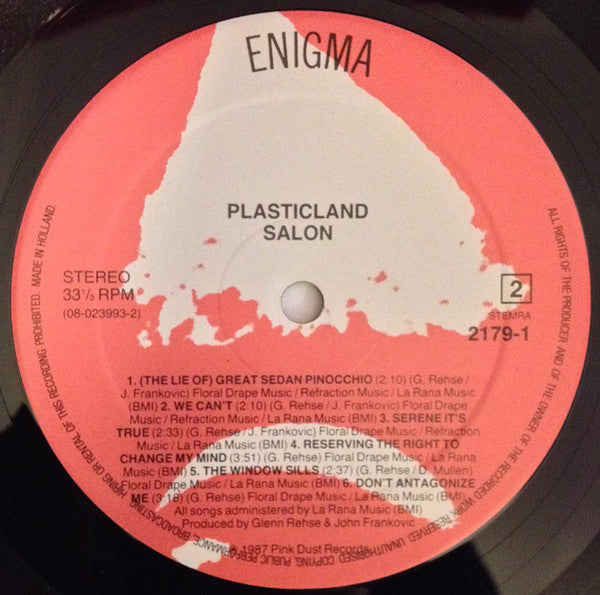 ENIGMA
PLASTICLAND
SALON
STEREO
33⅓ RPM
(08-023993-2)
2
STEMRA
2179-1
1. (THE LIE OF) GREAT SEDAN PINOCCHIO (2:10) (G. Rehse /
J. Frankovic) Floral Drape Music / Refraction Music / La Rana Music
(BMI) 2. WE CAN'T (2:10) (G. Rehse / J. Frankovic) Floral Drape
Music / Refraction Music / La Rana Music (BMI) 3. SERENE IT'S
TRUE (2:33) (G. Rehse / J. Frankovic) Floral Drape Music / Refraction
Music / La Rana Music (BMI) 4. RESERVING THE RIGHT TO
CHANGE MY MIND (3:51) (G. Rehse) Floral Drape Music / La Rana
Music (BMI) 5. THE WINDOW SILLS (2:37) (G. Rehse / D. Mullen)
Floral Drape Music / La Rana Music (BMI) 6. DON'T ANTAGONIZE
ME (3:18) (G. Rehse) Floral Drape Music / La Rana Music (BMI)
All songs administered by La Rana Music (BMI)
Produced by Glenn Rehse & John Frankovic
1987 Pink Dust Records
ALL RIGHTS OF THE PRODUCER AND OF THE OWNER OF THE RECORDED WORK RESERVED. UNAUTHORISED COPYING, PUBLIC PERFORMANCE, BROADCASTING, HIRING OR RENTAL OF THIS RECORDING PROHIBITED. MADE IN HOLLAND.